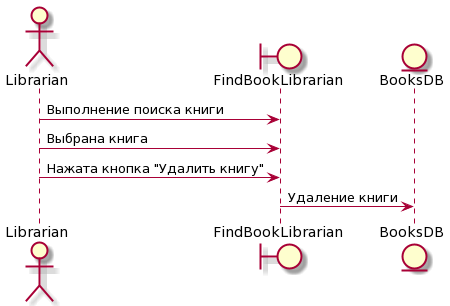 Librarian FindBookLibrarian BooksDB
Выполнение поиска книги
Выбрана книга
Нажата кнопка "Удалить книгу"
Удаление книги
Librarian FindBookLibrarian BooksDB